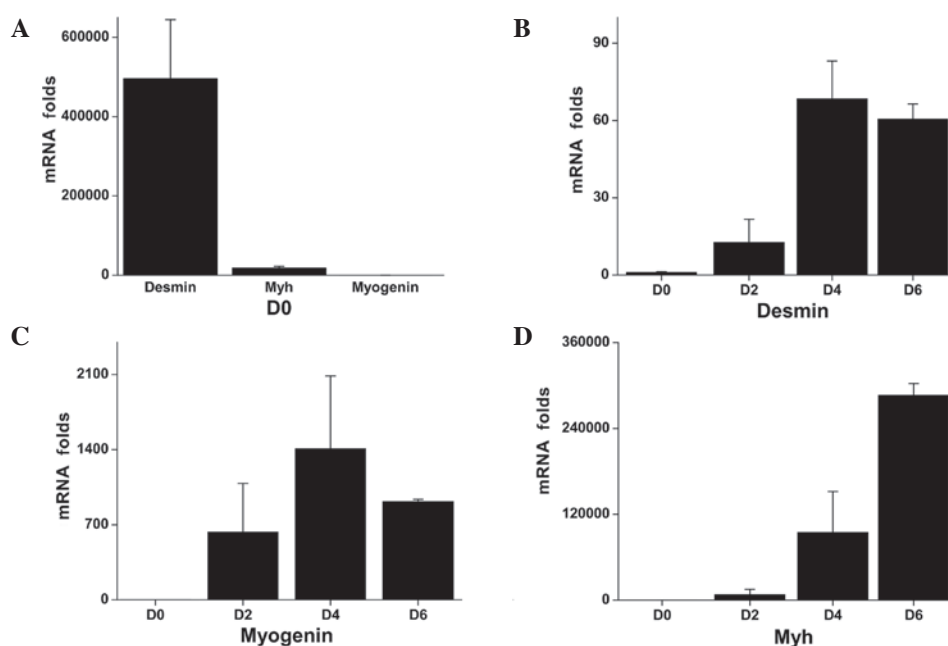 A
mRNA folds
600000
400000
200000
0
Desmin Myh Myogenin
D0
B
mRNA folds
90
60
30
0
D0 D2 D4 D6
Desmin
C
mRNA folds
2100
1400
700
0
D0 D2 D4 D6
Myogenin
D
mRNA folds
360000
240000
120000
0
D0 D2 D4 D6
Myh